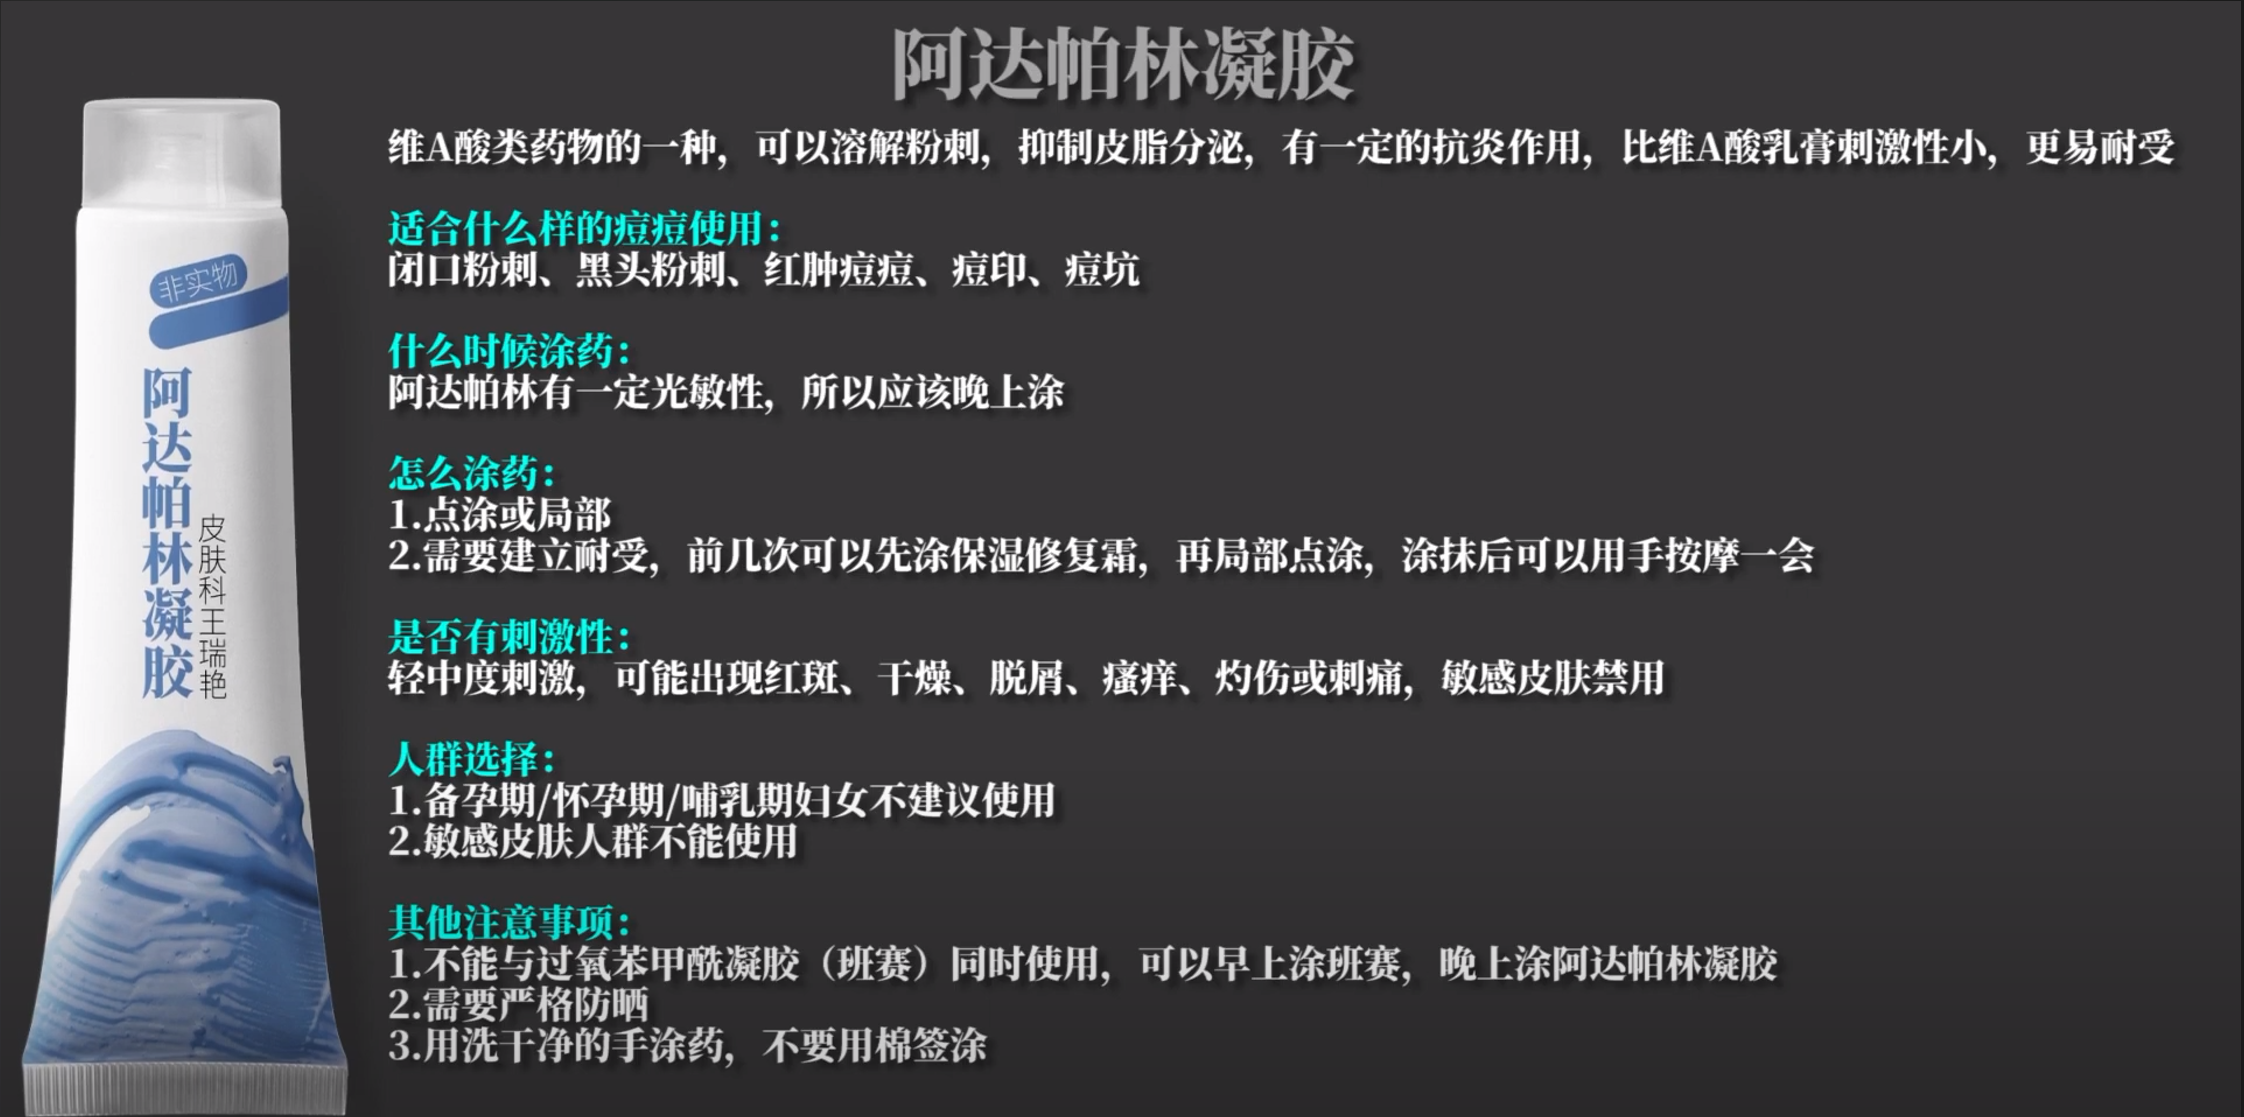 阿达帕林凝胶
维A酸类药物的一种，可以溶解粉刺，抑制皮脂分泌，有一定的抗炎作用，比维A酸乳膏刺激性小，更易耐受
适合什么样的痘痘使用：
闭口粉刺、黑头粉刺、红肿痘痘、痘印、痘坑
什么时候涂药：
阿达帕林有一定光敏性，所以应该晚上涂
怎么涂药：
1.点涂或局部
2.需要建立耐受，前几次可以先涂保湿修复霜，再局部点涂，涂抹后可以用手按摩一会
是否有刺激性：
轻中度刺激，可能出现红斑、干燥、脱屑、瘙痒、灼伤或刺痛，敏感皮肤禁用
人群选择：
1.备孕期/怀孕期/哺乳期妇女不建议使用
2.敏感皮肤人群不能使用
其他注意事项：
1.不能与过氧苯甲酰凝胶（班赛）同时使用，可以早上涂班赛，晚上涂阿达帕林凝胶
2.需要严格防晒
3.用洗干净的手涂药，不要用棉签涂
非实物
阿达帕林凝胶
皮肤科王瑞艳